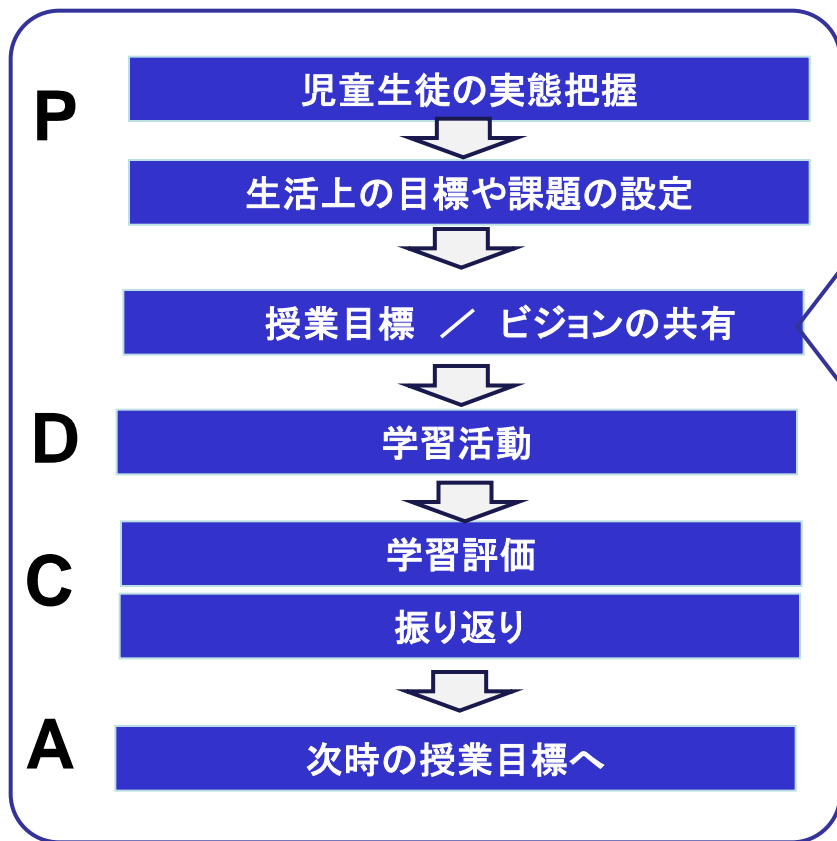 P
児童生徒の実態把握
生活上の目標や課題の設定
授業目標 ／ ビジョンの共有
D
学習活動
C
学習評価
振り返り
A
次時の授業目標へ